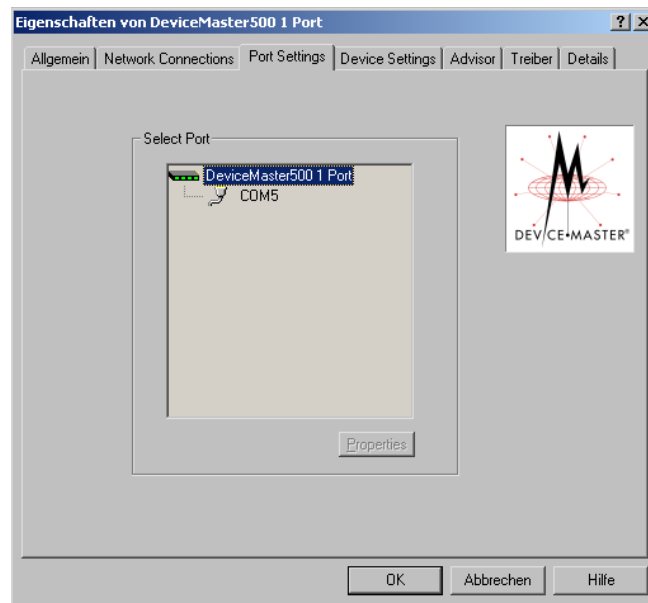 Eigenschaften von DeviceMaster500 1 Port
Allgemein Network Connections Port Settings Device Settings Advisor Treiber Details
Select Port
DeviceMaster500 1 Port
COM5
DEVICE•MASTER®
Properties
OK Abbrechen Hilfe